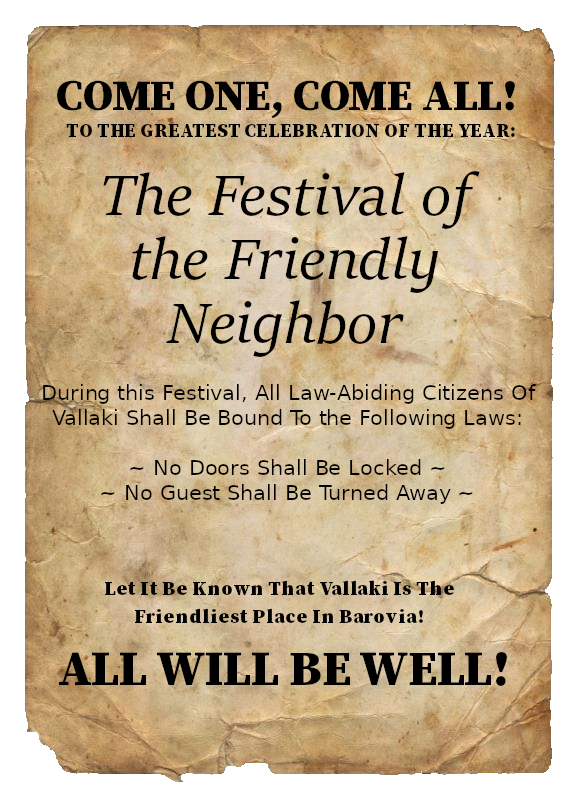 COME ONE, COME ALL!
TO THE GREATEST CELEBRATION OF THE YEAR:
The Festival of
the Friendly
Neighbor
During this Festival, All Law-Abiding Citizens Of
Vallaki Shall Be Bound To the Following Laws:
~ No Doors Shall Be Locked ~
~ No Guest Shall Be Turned Away ~
Let It Be Known That Vallaki Is The
Friendliest Place In Barovia!
ALL WILL BE WELL!